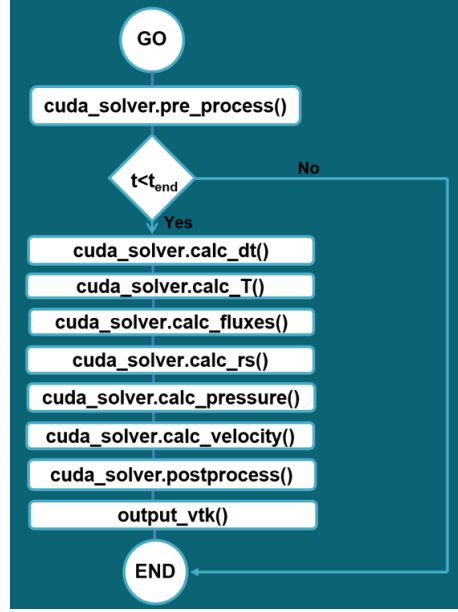 GO
cuda_solver.pre_process()
t<t_end
No
Yes
cuda_solver.calc_dt()
cuda_solver.calc_T()
cuda_solver.calc_fluxes()
cuda_solver.calc_rs()
cuda_solver.calc_pressure()
cuda_solver.calc_velocity()
cuda_solver.postprocess()
output_vtk()
END